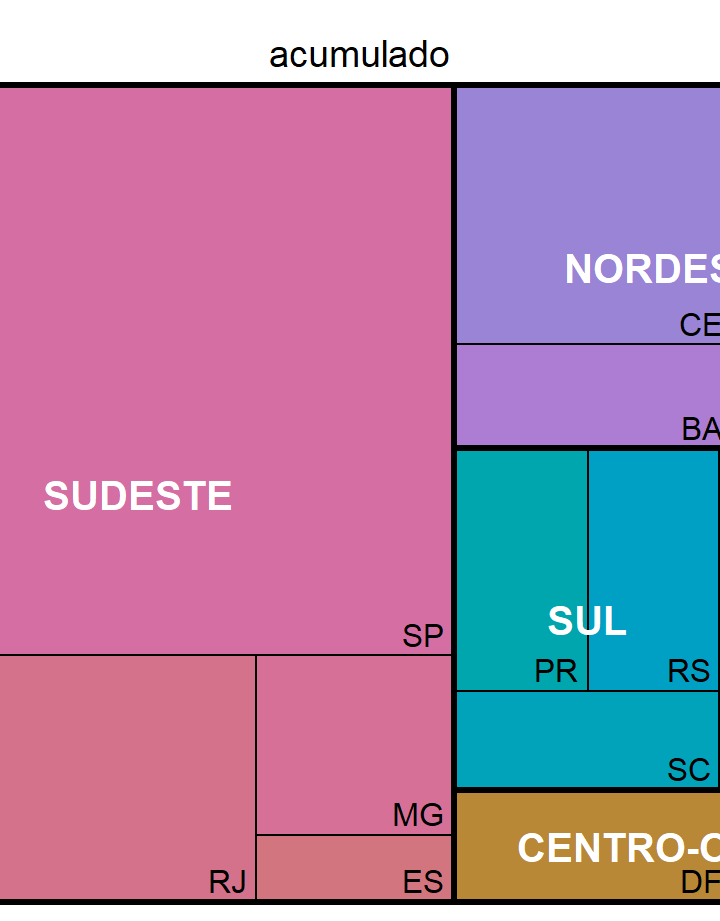 acumulado
NORDES
CE
BA
SUDESTE
SP
SUL
PR
RS
SC
MG
CENTRO-O
RJ
ES
DF